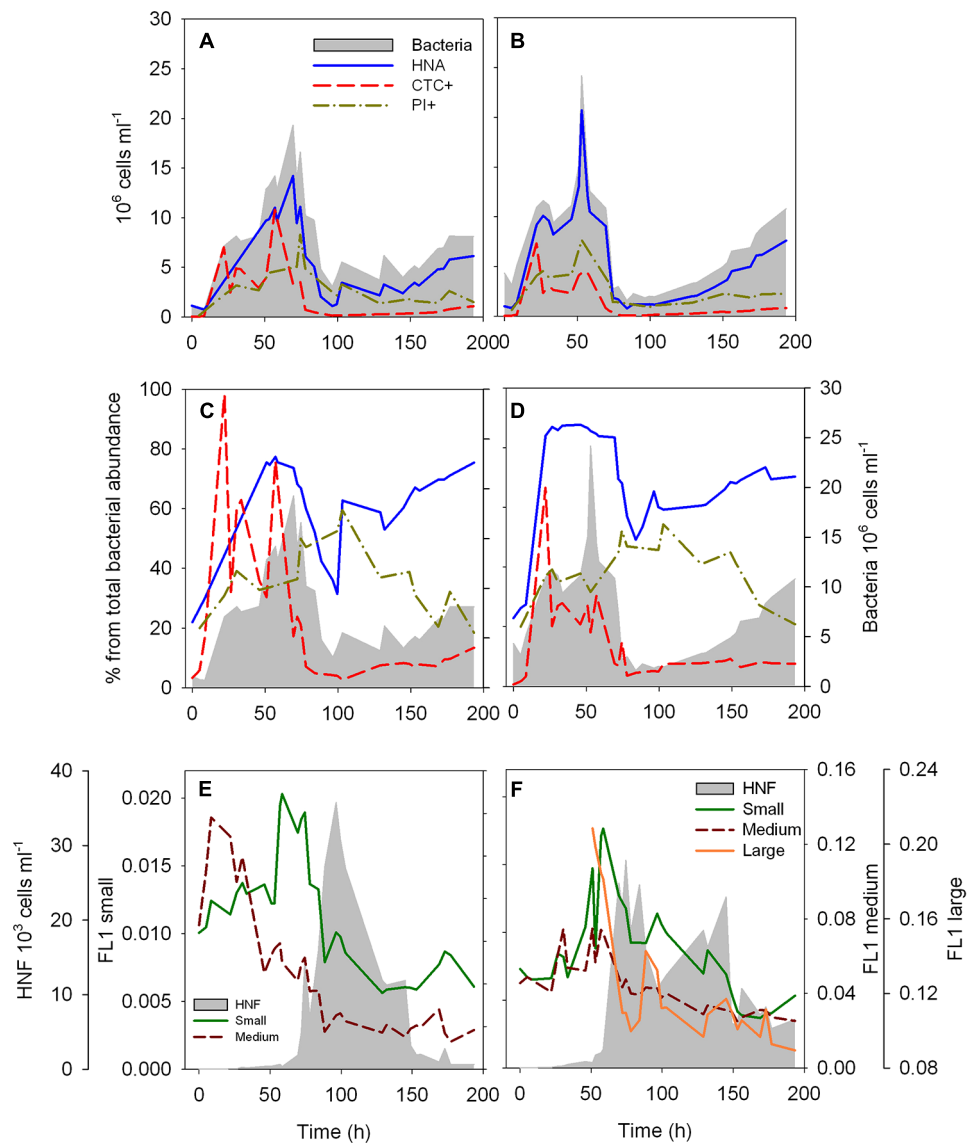 A
B
Bacteria
HNA
CTC+
PI+
10⁶ cells ml⁻¹
30
25
20
15
10
5
0
0 50 100 150 200
0 50 100 150 200
C
D
% from total bacterial abundance
100
80
60
40
20
0
30
25
20
15
10
5
0
Bacteria 10⁶ cells ml⁻¹
0 50 100 150 200
0 50 100 150 200
E
F
HNF 10³ cells ml⁻¹
40
30
20
10
0
FL1 small
0.020
0.015
0.010
0.005
0.000
HNF
Small
Medium
HNF
Small
Medium
Large
0.16
0.12
0.08
0.04
0.00
FL1 medium
0.24
0.20
0.16
0.12
0.08
FL1 large
0 50 100 150 200
0 50 100 150 200
Time (h)
Time (h)